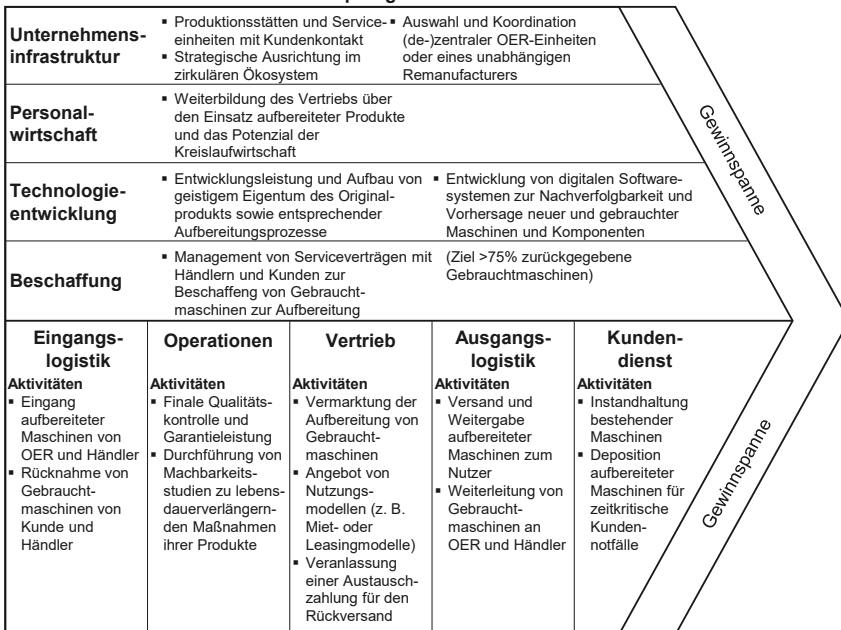 Unternehmens-
infrastruktur
▪ Produktionsstätten und Service-
einheiten mit Kundenkontakt
▪ Strategische Ausrichtung im
zirkulären Ökosystem
▪ Auswahl und Koordination
(de-)zentraler OER-Einheiten
oder eines unabhängigen
Remanufacturers
Personal-
wirtschaft
▪ Weiterbildung des Vertriebs über
den Einsatz aufbereiteter Produkte
und das Potenzial der
Kreislaufwirtschaft
Technologie-
entwicklung
▪ Entwicklungsleistung und Aufbau von
geistigem Eigentum des Original-
produkts sowie entsprechender
Aufbereitungsprozesse
▪ Entwicklung von digitalen Software-
systemen zur Nachverfolgbarkeit und
Vorhersage neuer und gebrauchter
Maschinen und Komponenten
Beschaffung
▪ Management von Serviceverträgen mit
Händlern und Kunden zur
Beschaffeng von Gebraucht-
maschinen zur Aufbereitung
(Ziel >75% zurückgegebene
Gebrauchtmaschinen)
Gewinnspanne
Eingangs-
logistik
Aktivitäten
▪ Eingang
aufbereiteter
Maschinen von
OER und Händler
▪ Rücknahme von
Gebraucht-
maschinen von
Kunde und
Händler
Operationen
Aktivitäten
▪ Finale Qualitäts-
kontrolle und
Garantieleistung
▪ Durchführung von
Machbarkeits-
studien zu lebens-
dauerverlängern-
den Maßnahmen
ihrer Produkte
Vertrieb
Aktivitäten
▪ Vermarktung der
Aufbereitung von
Gebraucht-
maschinen
▪ Angebot von
Nutzungs-
modellen (z. B.
Miet- oder
Leasingmodelle)
▪ Veranlassung
einer Austausch-
zahlung für den
Rückversand
Ausgangs-
logistik
Aktivitäten
▪ Versand und
Weitergabe
aufbereiteter
Maschinen zum
Nutzer
▪ Weiterleitung von
Gebraucht-
maschinen an
OER und Händler
Kunden-
dienst
Aktivitäten
▪ Instandhaltung
bestehender
Maschinen
▪ Deposition
aufbereiteter
Maschinen für
zeitkritische
Kunden-
notfälle
Gewinnspanne